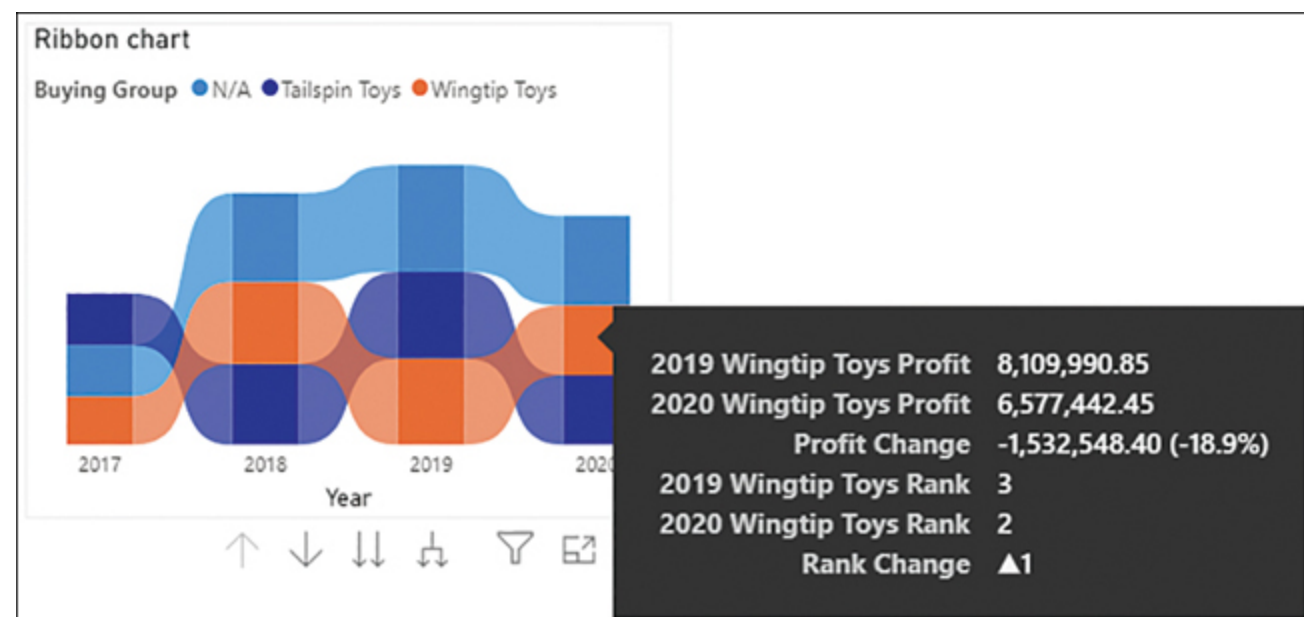 Ribbon chart
Buying Group N/A Tailspin Toys Wingtip Toys
2017 2018 2019
Year
2019 Wingtip Toys Profit 8,109,990.85
2020 Wingtip Toys Profit 6,577,442.45
Profit Change -1,532,548.40 (-18.9%)
2019 Wingtip Toys Rank 3
2020 Wingtip Toys Rank 2
Rank Change ▲1